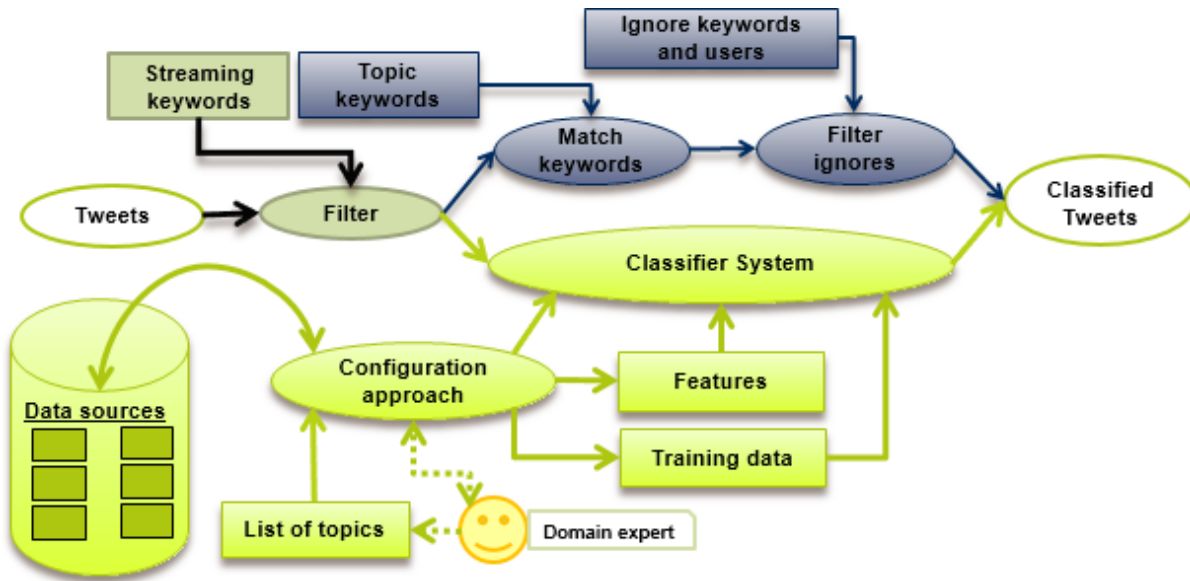 Ignore keywords
and users
Streaming
keywords
Topic
keywords
Match
keywords
Filter
ignores
Tweets
Filter
Classified
Tweets
Classifier System
Configuration
approach
Features
Data sources
Training data
List of topics
Domain expert